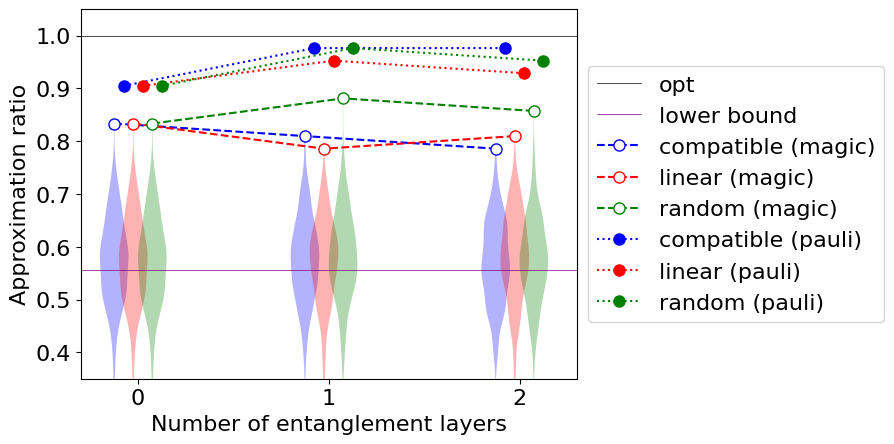 Approximation ratio
1.0
0.9
0.8
0.7
0.6
0.5
0.4
0
1
2
Number of entanglement layers
opt
lower bound
compatible (magic)
linear (magic)
random (magic)
compatible (pauli)
linear (pauli)
random (pauli)